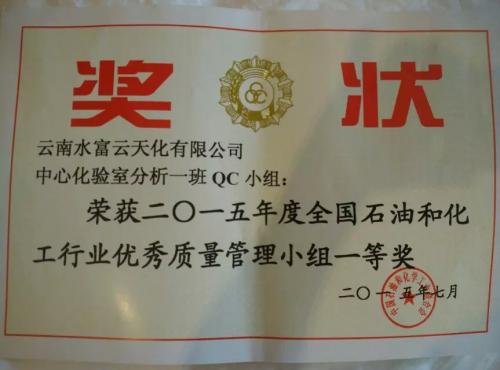 奖状
云南水富云天化有限公司
中心化验室分析一班 QC 小组：
荣获二〇一五年度全国石油和化
工行业优秀质量管理小组一等奖
二〇一五年七月